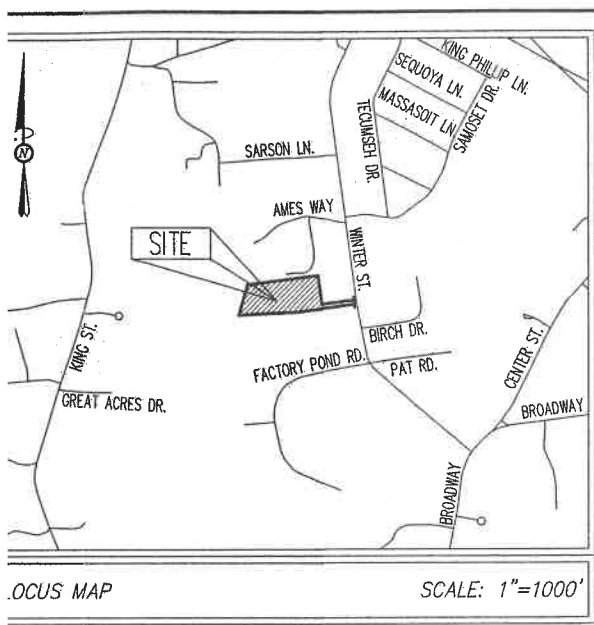 KING PHILLIP LN.
SEQUOYA LN.
MASSASOIT LN.
SAMOSET DR.
TECUMSEH DR.
SARSON LN.
AMES WAY
N
SITE
WINTER ST.
BIRCH DR.
KING ST.
FACTORY POND RD.
PAT RD.
CENTER ST.
GREAT ACRES DR.
BROADWAY
BROADWAY
LOCUS MAP
SCALE: 1"=1000'